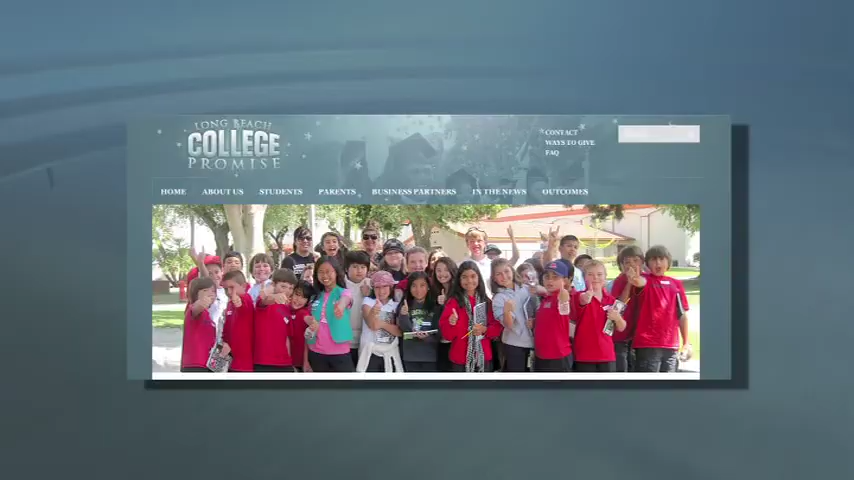 LONG BEACH
COLLEGE
PROMISE
CONTACT
WAYS TO GIVE
FAQ
HOME ABOUT US STUDENTS PARENTS BUSINESS PARTNERS IN THE NEWS OUTCOMES